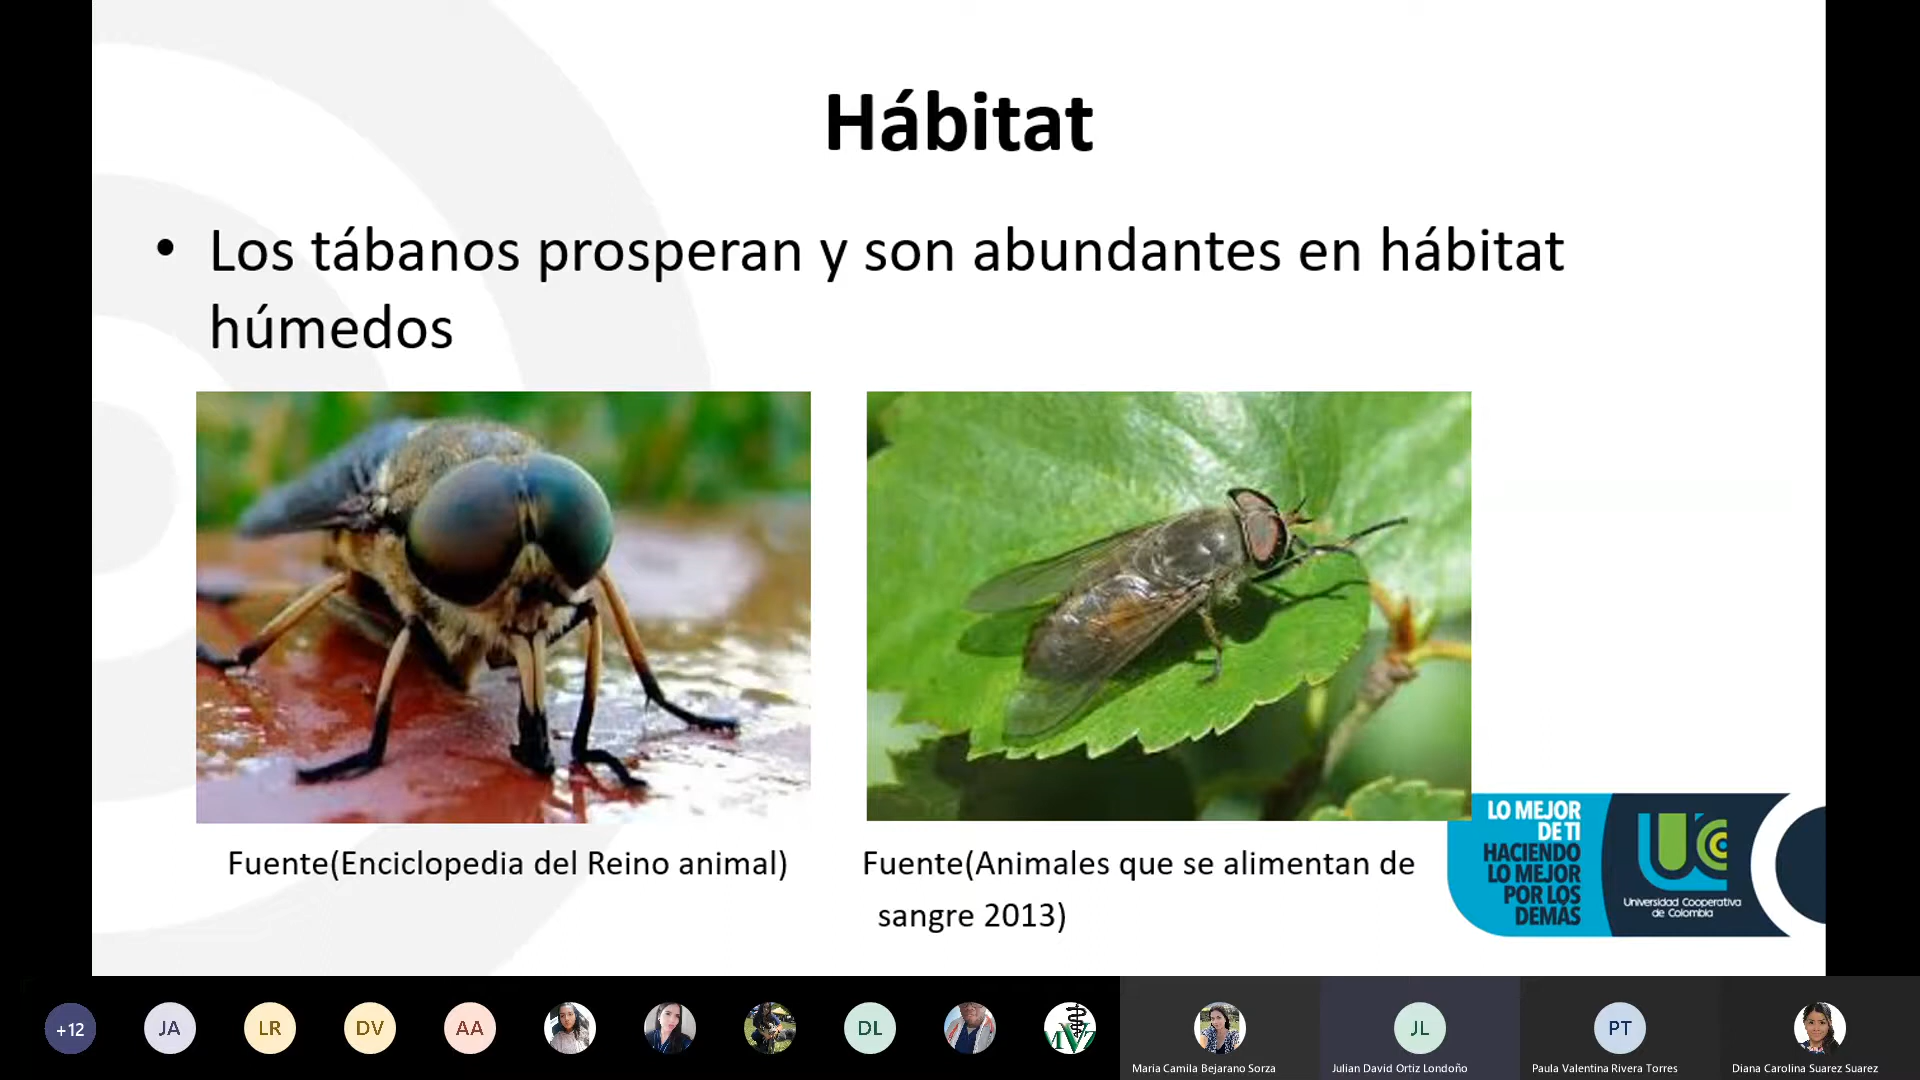 Hábitat
• Los tábanos prosperan y son abundantes en hábitat
húmedos
Fuente(Enciclopedia del Reino animal)
Fuente(Animales que se alimentan de
sangre 2013)
LO MEJOR
DE TI
HACIENDO
LO MEJOR
POR LOS
DEMÁS
UCC
Universidad Cooperativa
de Colombia
+12
JA
LR
DV
AA
DL
MVZ
JL
PT
Maria Camila Bejarano Sorza
Julian David Ortiz Londoño
Paula Valentina Rivera Torres
Diana Carolina Suarez Suarez